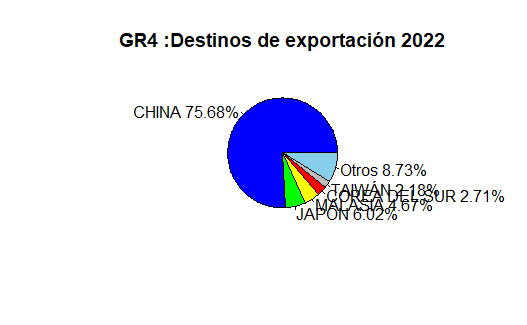 GR4 :Destinos de exportación 2022
CHINA 75.68%
Otros 8.73%
TAIWÁN 2.18%
COREA DEL SUR 2.71%
MALASIA 4.67%
JAPÓN 6.02%